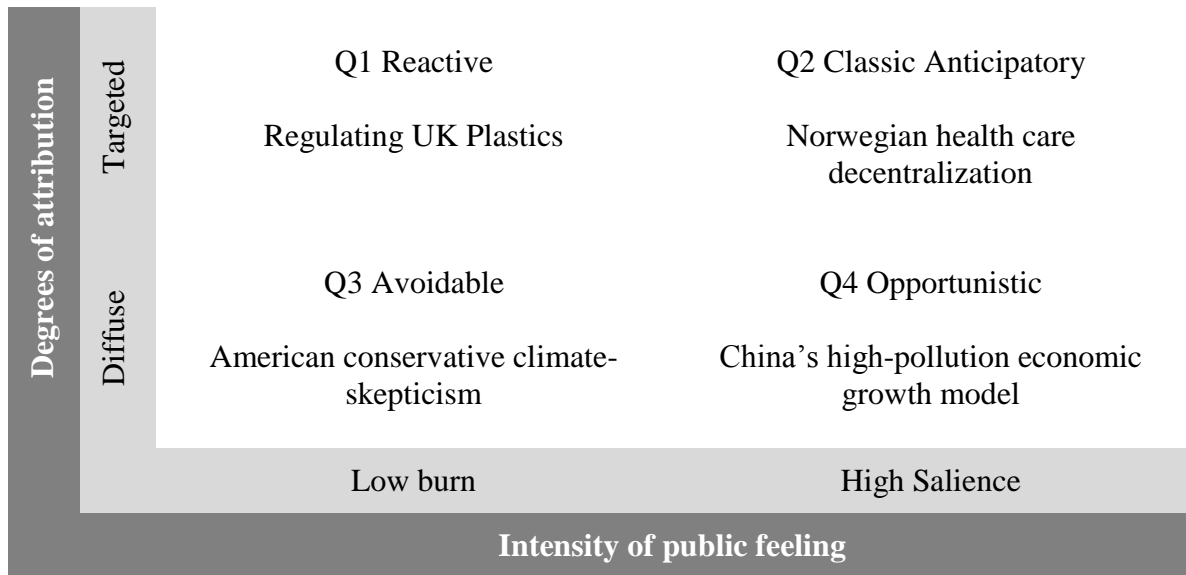 Degrees of attribution
Targeted
Q1 Reactive
Regulating UK Plastics
Q2 Classic Anticipatory
Norwegian health care
decentralization
Diffuse
Q3 Avoidable
American conservative climate-
skepticism
Q4 Opportunistic
China’s high-pollution economic
growth model
Low burn
High Salience
Intensity of public feeling